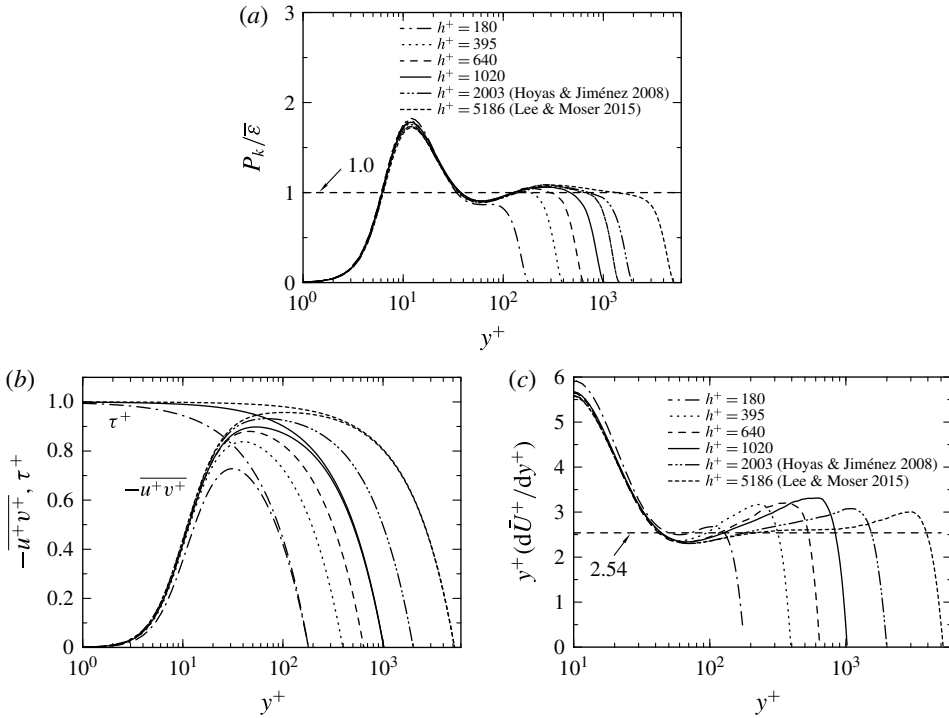 (a)
3
2
1
0
P_k/ε̄
1.0
h⁺ = 180
h⁺ = 395
h⁺ = 640
h⁺ = 1020
h⁺ = 2003 (Hoyas & Jiménez 2008)
h⁺ = 5186 (Lee & Moser 2015)
10⁰ 10¹ 10² 10³
y⁺
(b)
1.0
0.8
0.6
0.4
0.2
0
−u⁺v⁺, τ⁺
τ⁺
−u⁺v⁺
10⁰ 10¹ 10² 10³
y⁺
(c)
6
5
4
3
2
1
0
y⁺(dŪ⁺/dy⁺)
2.54
h⁺ = 180
h⁺ = 395
h⁺ = 640
h⁺ = 1020
h⁺ = 2003 (Hoyas & Jiménez 2008)
h⁺ = 5186 (Lee & Moser 2015)
10¹ 10² 10³
y⁺